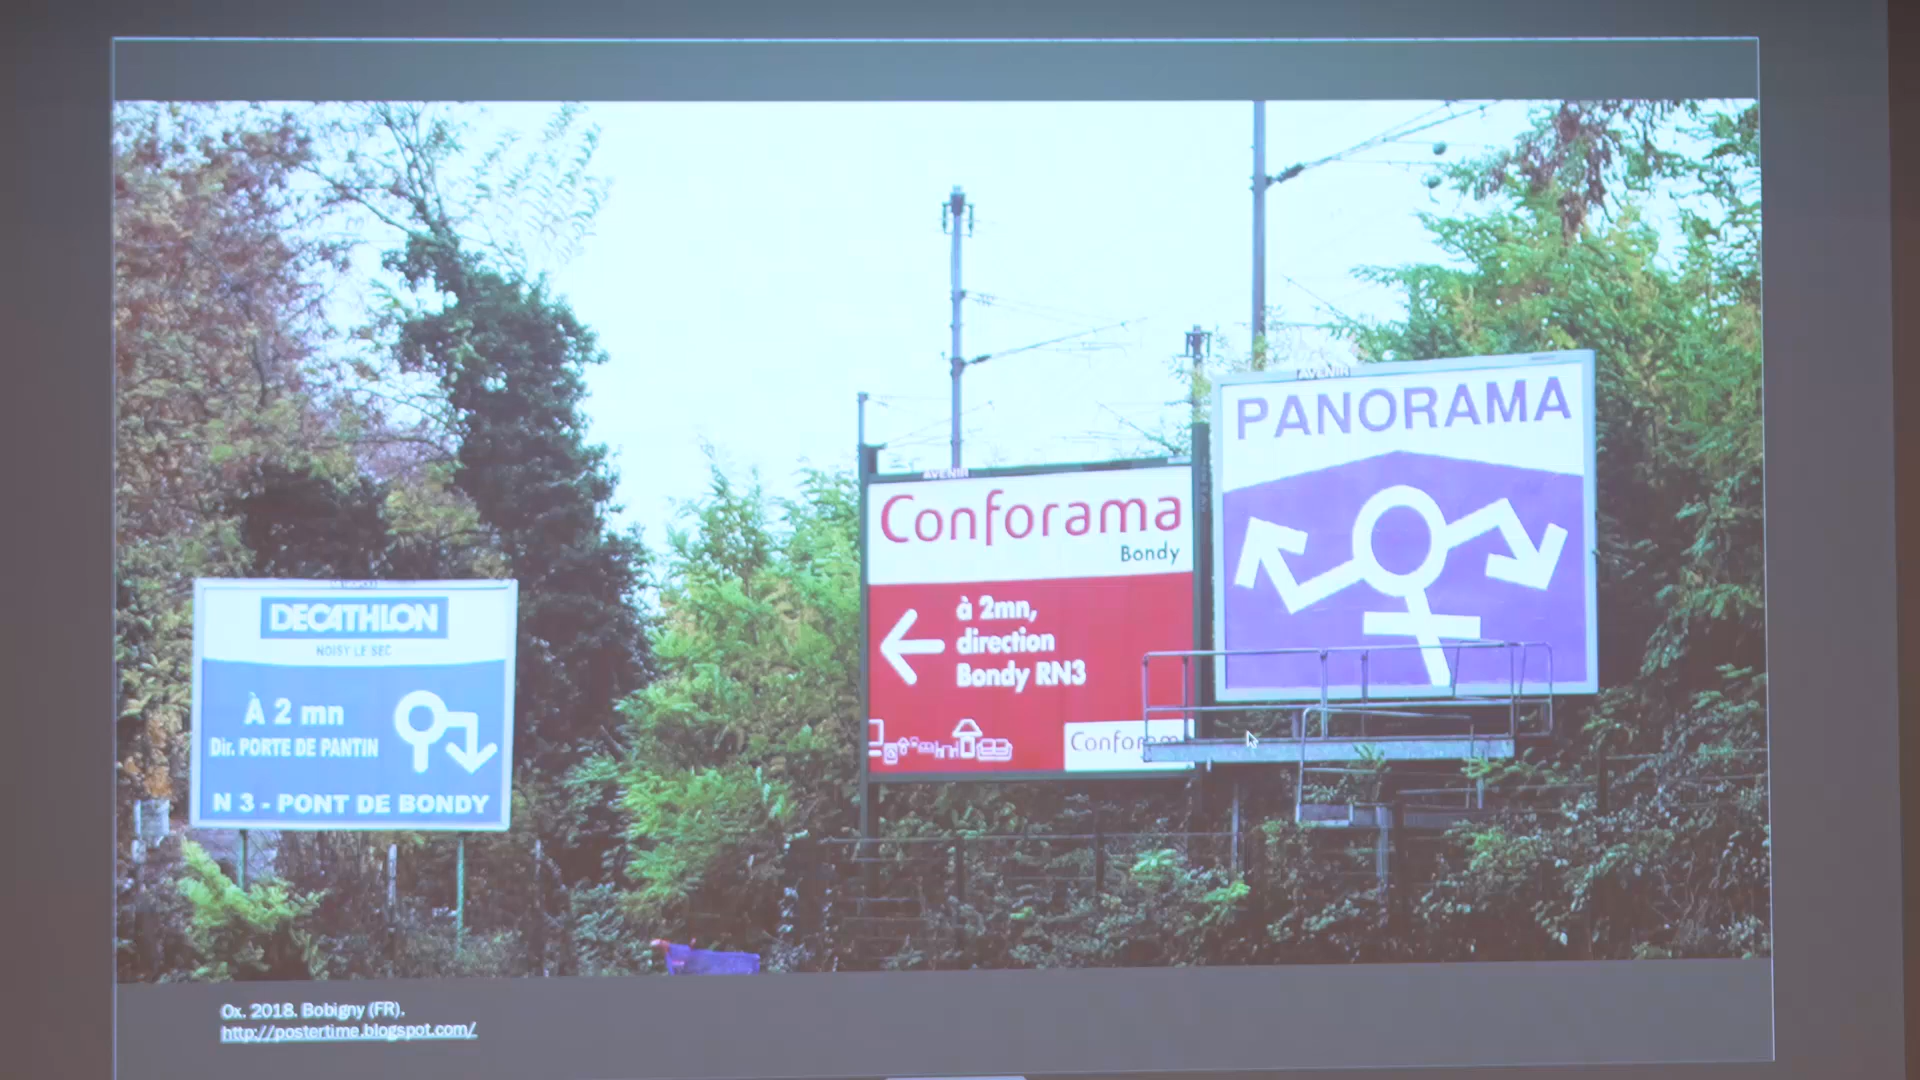 AVENIR
PANORAMA
AVENIR
Conforama
Bondy
à 2mn,
direction
Bondy RN3
Conforam
DECATHLON
NOISY LE SEC
À 2 mn
Dir. PORTE DE PANTIN
N 3 - PONT DE BONDY
Ox. 2018. Bobigny (FR).
http://postertime.blogspot.com/